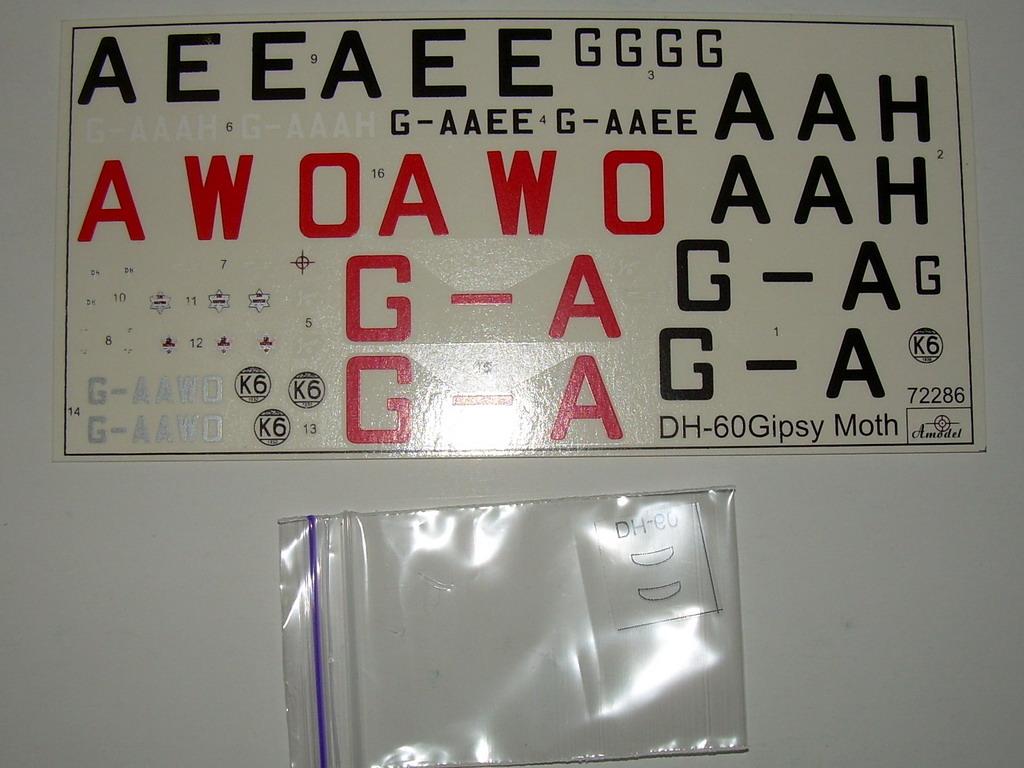 A E E 9 A E E G G G G
3
G-AAAH 6 G-AAAH G-AAEE 4 G-AAEE A A H
2
A W O 16 A W O A A H
DH DH 7
G - A G - A G
DH 10 11
5
8 12 1
G - A 15 G - A K6
G-AAWO K6 K6 72286
14
G-AAWO K6 13 DH-60Gipsy Moth Amodel
DH-60